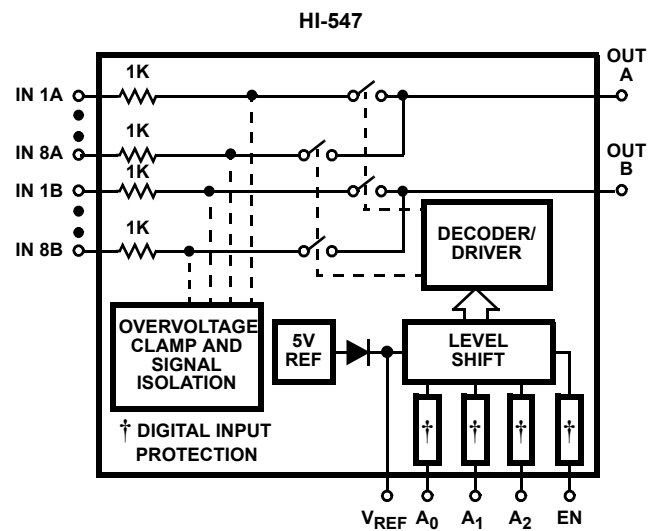 HI-547
OUT
A
1K
IN 1A
1K
IN 8A
1K
IN 1B
OUT
B
1K
IN 8B
DECODER/
DRIVER
OVERVOLTAGE
CLAMP AND
SIGNAL
ISOLATION
5V
REF
LEVEL
SHIFT
† DIGITAL INPUT
PROTECTION
†
†
†
†
VREF
A0
A1
A2
EN